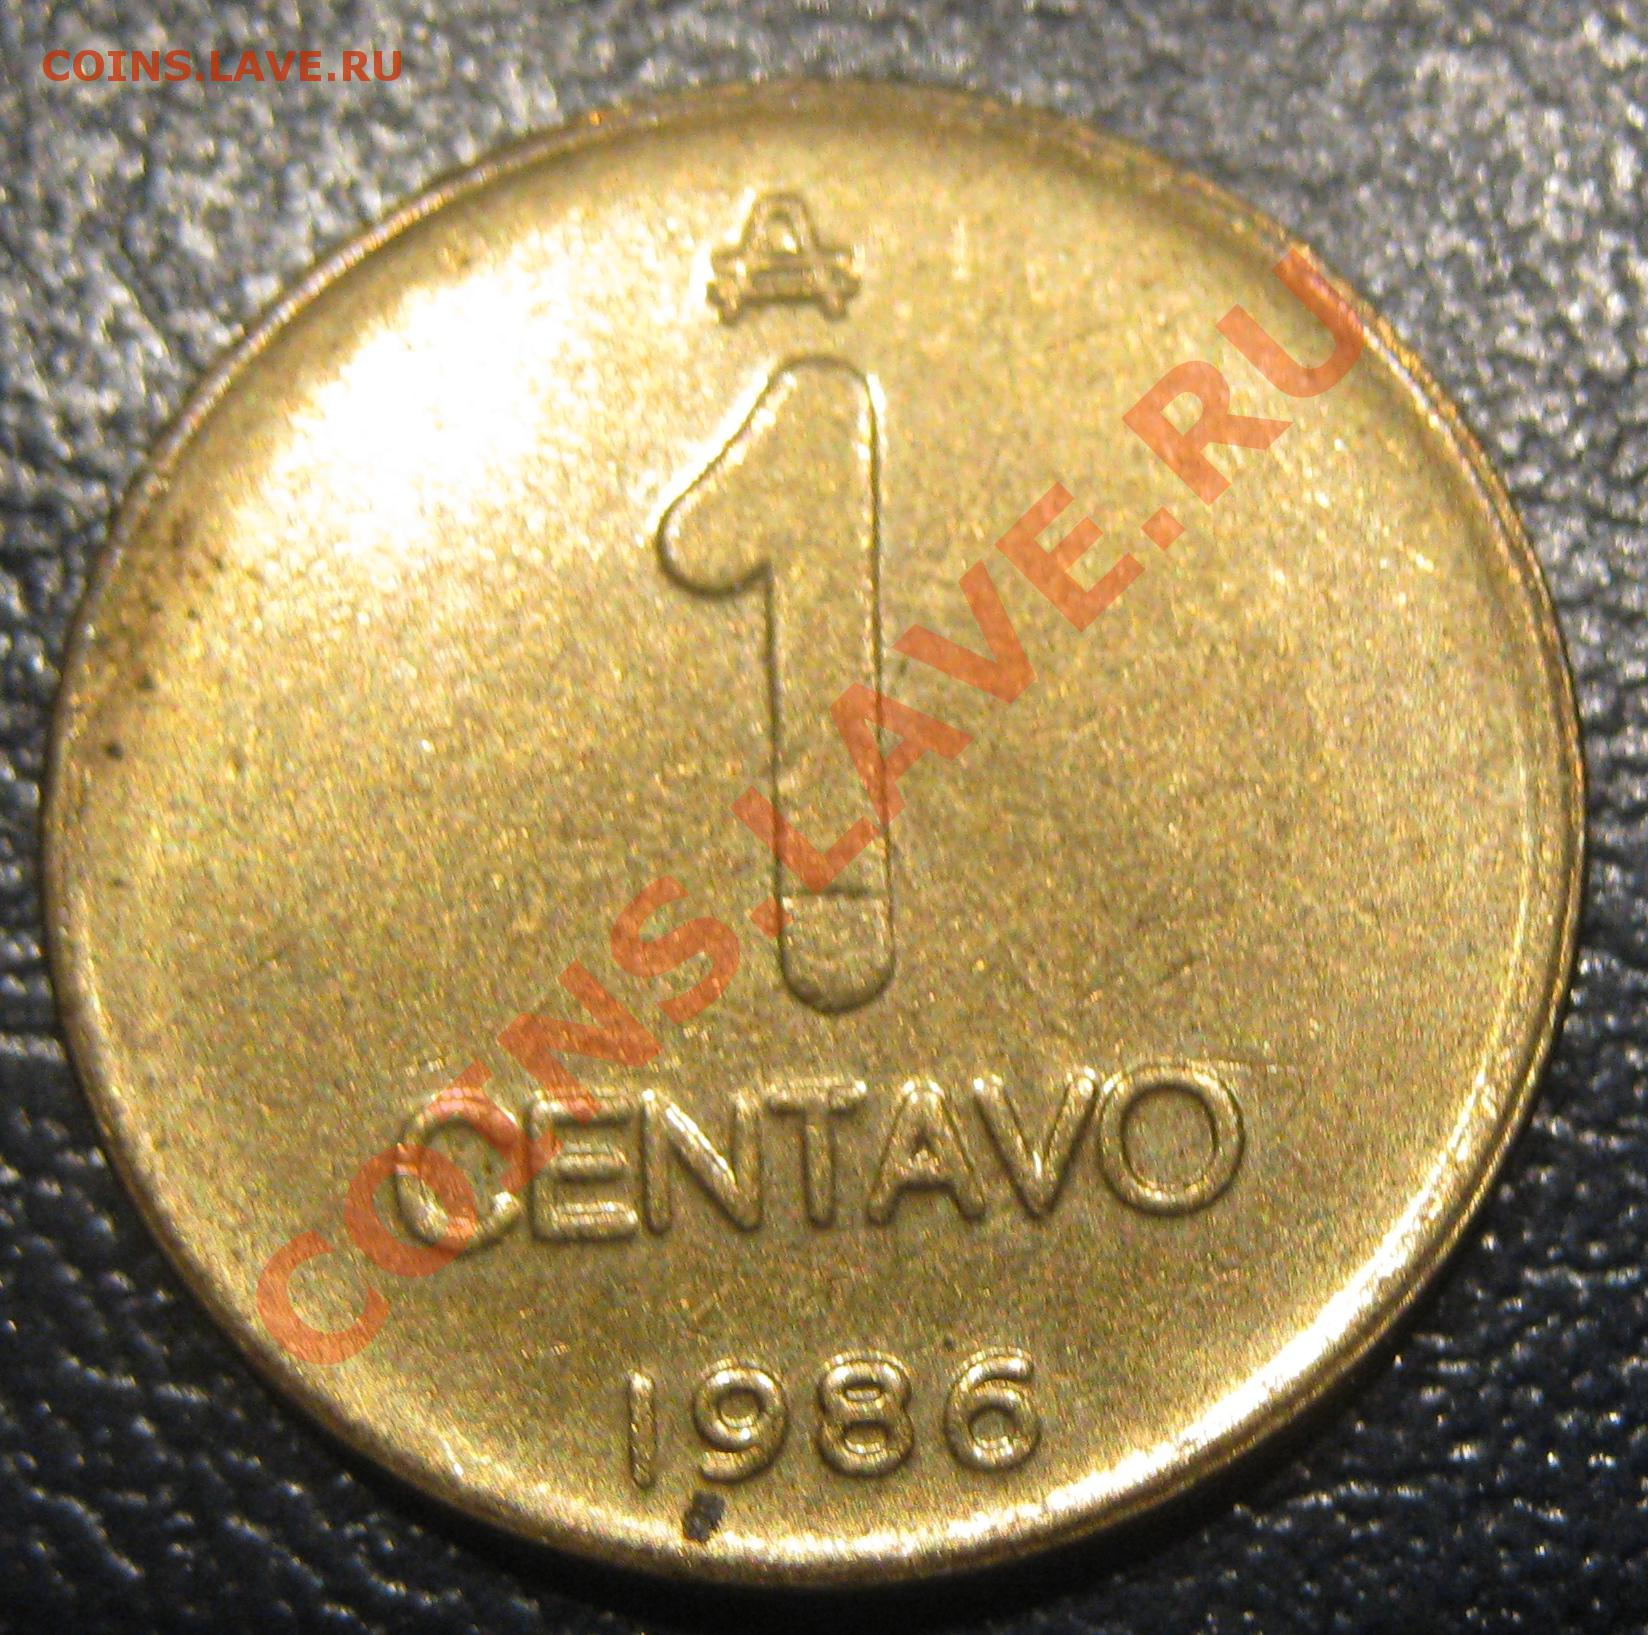 COINS.LAVE.RU
A
1
CENTAVO
1986
COINS.LAVE.RU